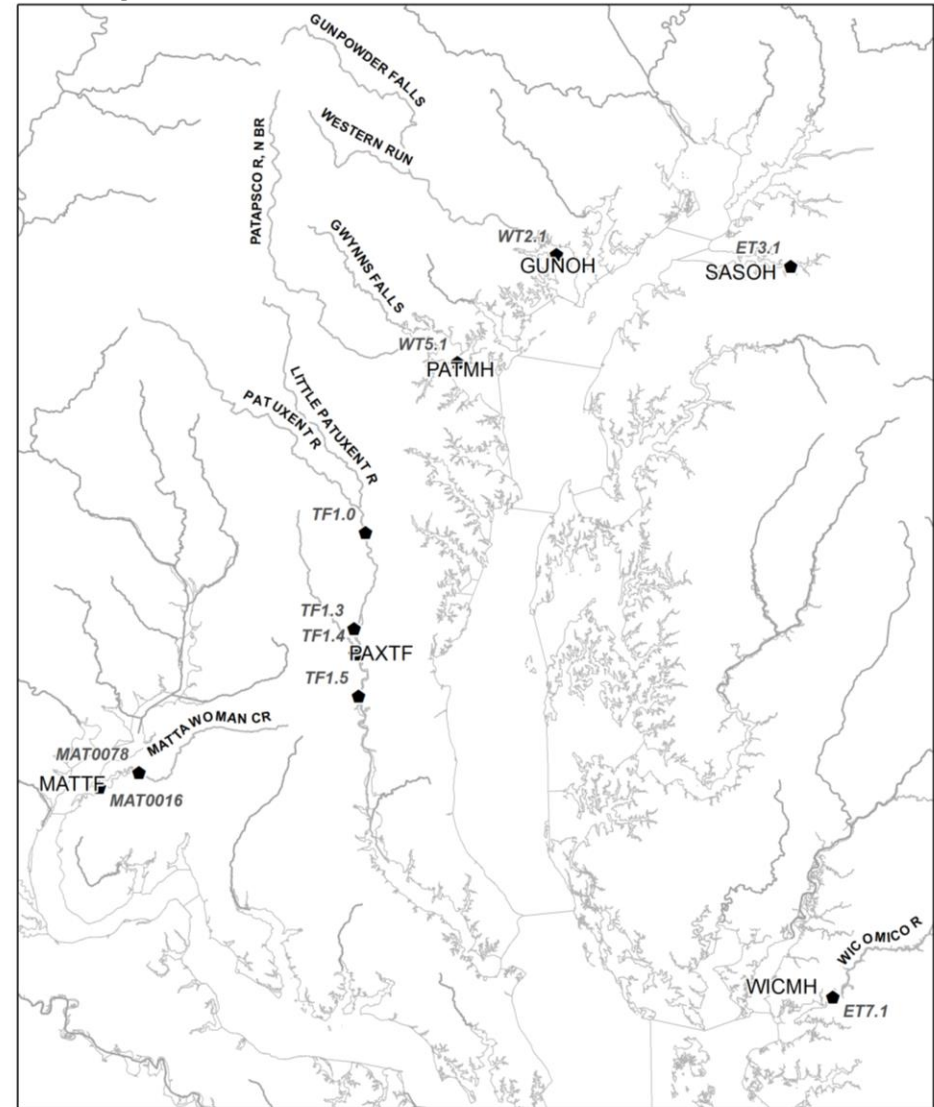 GUNPOWDER FALLS
WESTERN RUN
PATAPSCO R, N BR
GWYNNS FALLS
WT2.1
GUNOH
ET3.1
SASOH
WT5.1
PATMH
LITTLE PATUXENT R
PATUXENT R
TF1.0
TF1.3
TF1.4
PAXTF
TF1.5
MATTAWOMAN CR
MAT0078
MATTF
MAT0016
WICOMICO R
WICMH
ET7.1